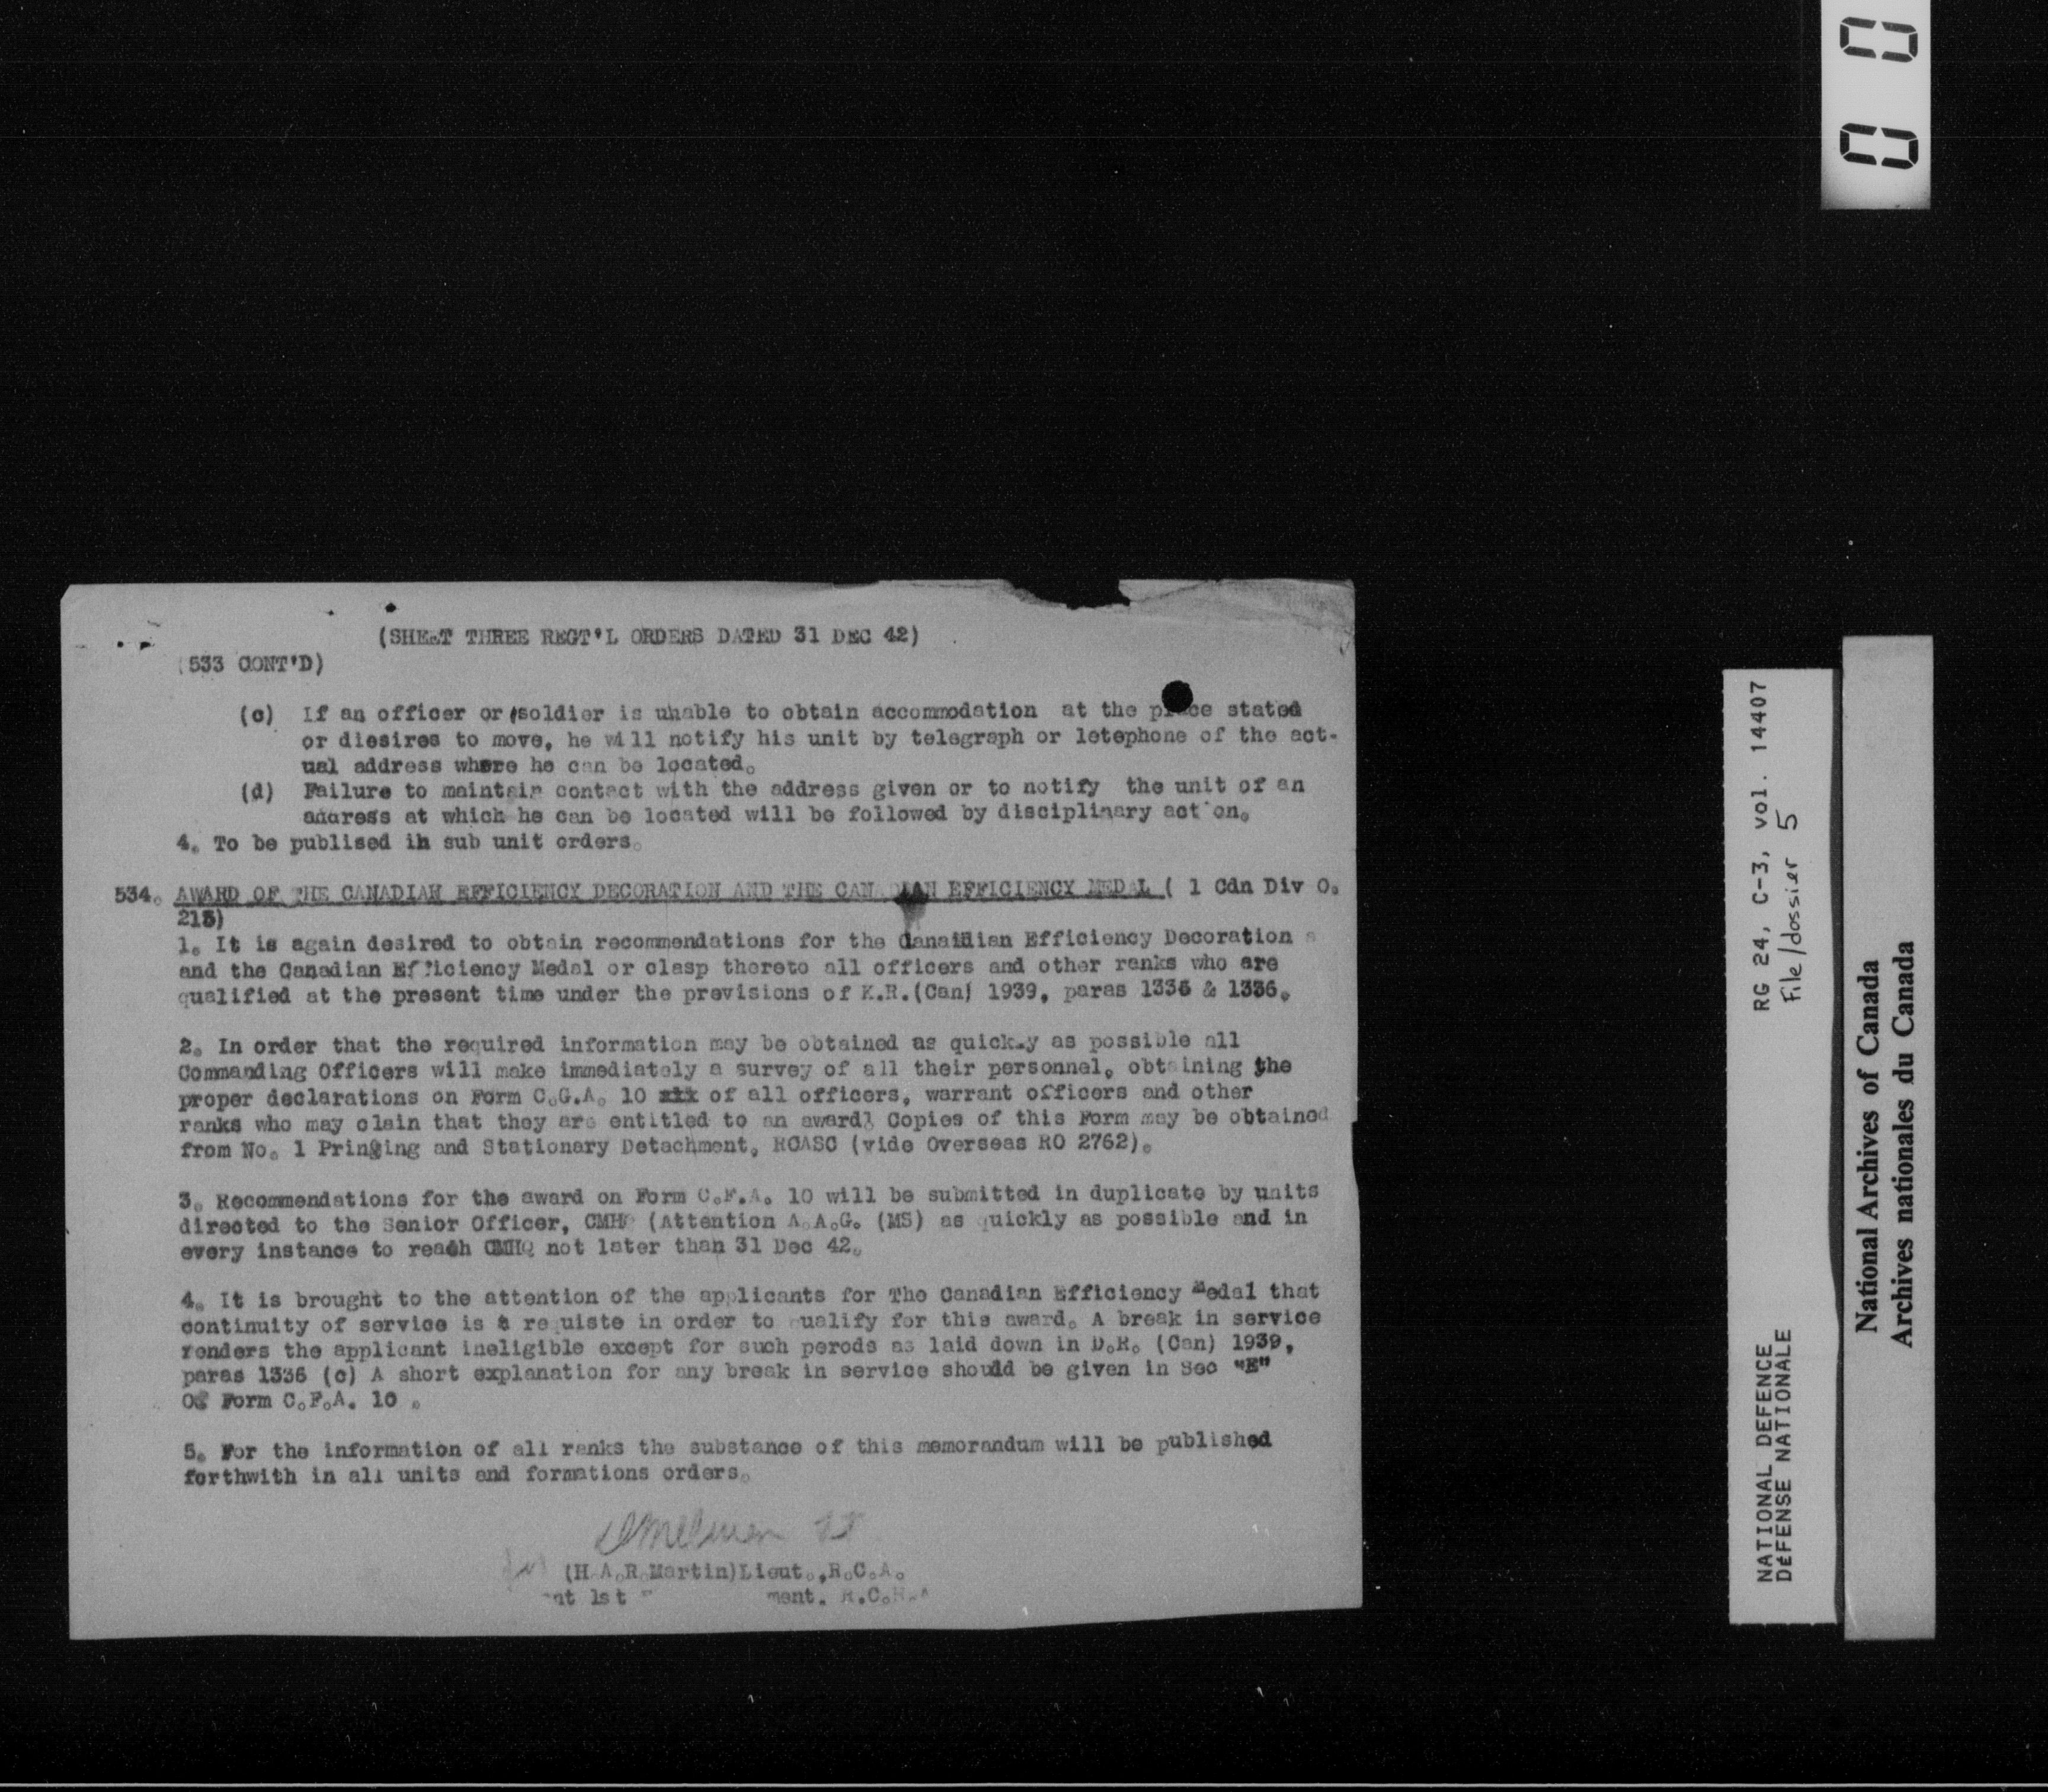 (SHEET THREE REGT'L ORDERS DATED 31 DEC 42)
(533 CONT'D)
(c) If an officer or soldier is unable to obtain accommodation at the place stated
or diesires to move, he will notify his unit by telegraph or letephone of the act-
ual address where he can be located.
(d) Failure to maintain contact with the address given or to notify the unit of an
address at which he can be located will be followed by disciplinary action.
4. To be publised in sub unit orders.
534. AWARD OF THE CANADIAN EFFICIENCY DECORATION AND THE CANADIAN EFFICIENCY MEDAL ( 1 Cdn Div O.
213)
1. It is again desired to obtain recommendations for the Canadian Efficiency Decoration
and the Canadian Efficiency Medal or clasp thereto all officers and other ranks who are
qualified at the present time under the previsions of K.R.(Can) 1939, paras 1335 & 1336.
2. In order that the required information may be obtained as quickly as possible all
Commanding Officers will make immediately a survey of all their personnel, obtaining the
proper declarations on Form C.G.A. 10 of all officers, warrant officers and other
ranks who may clain that they are entitled to an award. Copies of this Form may be obtained
from No. 1 Pringing and Stationary Detachment, RCASC (vide Overseas RO 2762).
3. Recommendations for the award on Form C.F.A. 10 will be submitted in duplicate by units
directed to the Senior Officer, CMHQ (Attention A.A.G. (MS) as quickly as possible and in
every instance to reach CMHQ not later than 31 Dec 42.
4. It is brought to the attention of the applicants for The Canadian Efficiency Medal that
continuity of service is a requiste in order to qualify for this award. A break in service
renders the applicant ineligible except for such perods as laid down in D.R. (Can) 1939,
paras 1336 (c) A short explanation for any break in service should be given in Sec "E"
Of Form C.F.A. 10 .
5. For the information of all ranks the substance of this memorandum will be published
forthwith in all units and formations orders.
(H.A.R.Martin)Lieut.,R.C.A.
1st ment. R.C.H.A
0 0
RG 24, C-3, vol. 14407
File/dossier 5
NATIONAL DEFENCE
DÉFENSE NATIONALE
National Archives of Canada
Archives nationales du Canada